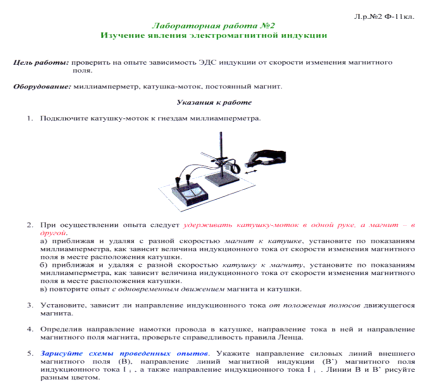 Л.р.№2 Ф-11кл.
Лабораторная работа №2
Изучение явления электромагнитной индукции
Цель работы: проверить на опыте зависимость ЭДС индукции от скорости изменения магнитного
поля.
Оборудование: миллиамперметр, катушка-моток, постоянный магнит.
Указания к работе
1. Подключите катушку-моток к гнездам миллиамперметра.
2. При осуществлении опыта следует удерживать катушку-моток в одной руке, а магнит – в
другой.
а) приближая и удаляя с разной скоростью магнит к катушке, установите по показаниям
миллиамперметра, как зависит величина индукционного тока от скорости изменения магнитного
поля в месте расположения катушки.
б) приближая и удаляя с разной скоростью катушку к магниту, установите по показаниям
миллиамперметра, как зависит величина индукционного тока от скорости изменения магнитного
поля в месте расположения катушки.
в) повторите опыт с одновременным движением магнита и катушки.
3. Установите, зависит ли направление индукционного тока от положения полюсов движущегося
магнита.
4. Определив направление намотки провода в катушке, направление тока в ней и направление
магнитного поля магнита, проверьте справедливость правила Ленца.
5. Зарисуйте схемы проведенных опытов. Укажите направление силовых линий внешнего
магнитного поля (В), направление линий магнитной индукции (В’) магнитного поля
индукционного тока I , . а также направление индукционного тока I , . Линии В и В’ рисуйте
разным цветом.